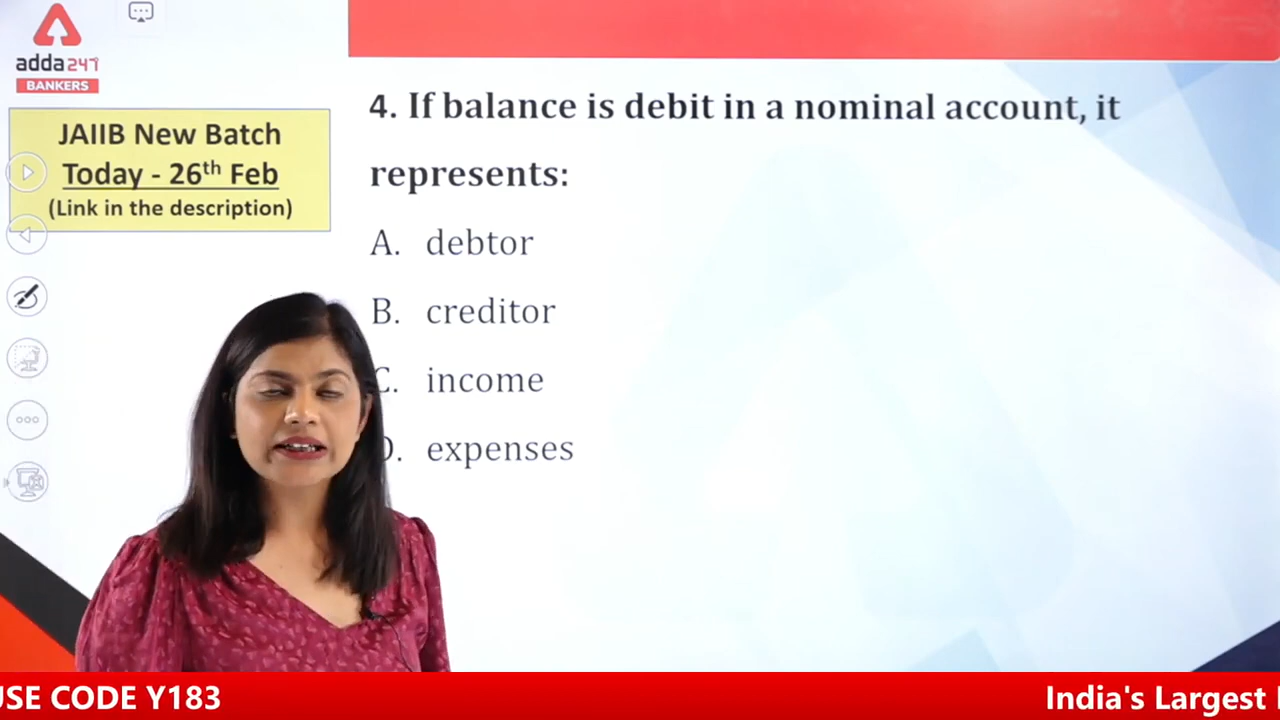 adda247
BANKERS
JAIIB New Batch
Today - 26th Feb
(Link in the description)
4. If balance is debit in a nominal account, it
represents:
A. debtor
B. creditor
C. income
D. expenses
USE CODE Y183
India's Largest